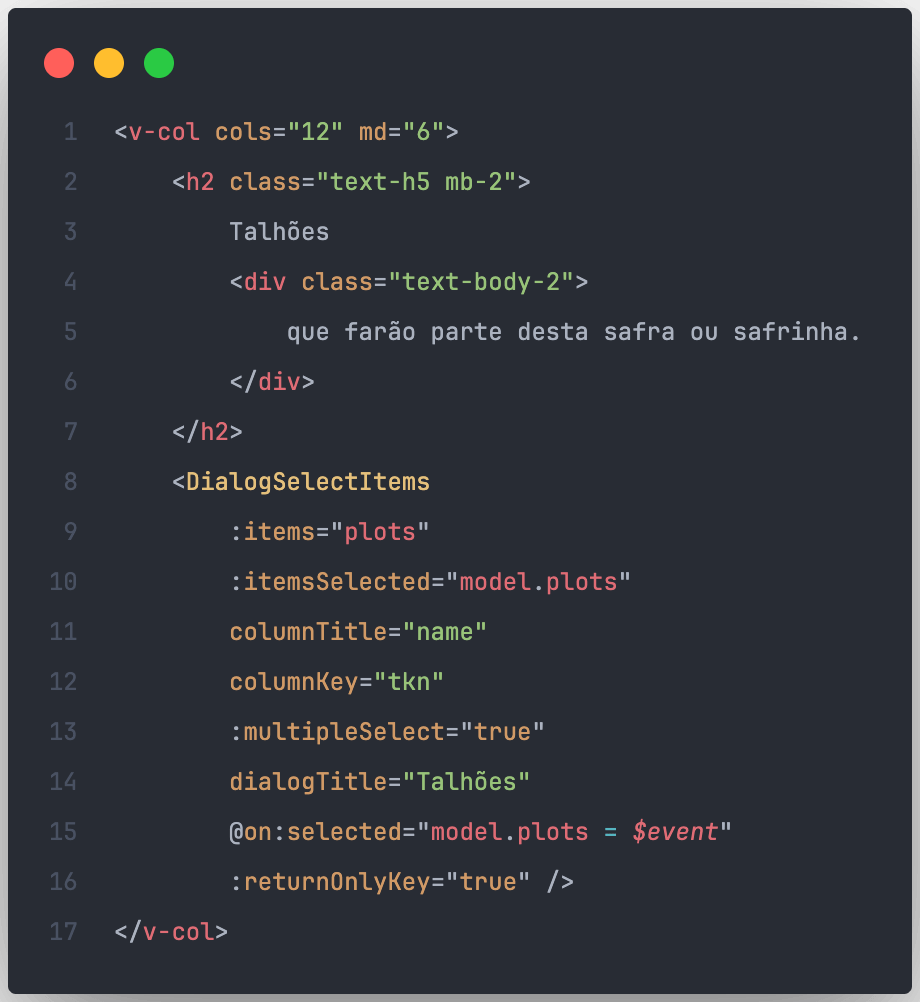 1 <v-col cols="12" md="6">
2 <h2 class="text-h5 mb-2">
3 Talhões
4 <div class="text-body-2">
5 que farão parte desta safra ou safrinha.
6 </div>
7 </h2>
8 <DialogSelectItems
9 :items="plots"
10 :itemsSelected="model.plots"
11 columnTitle="name"
12 columnKey="tkn"
13 :multipleSelect="true"
14 dialogTitle="Talhões"
15 @on:selected="model.plots = $event"
16 :returnOnlyKey="true" />
17 </v-col>